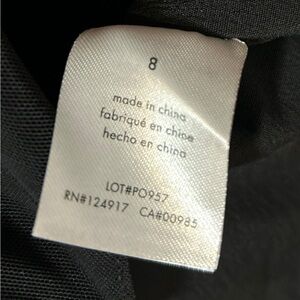 8
made in china
fabriqué en chine
hecho en china
LOT#PO957
RN#124917 CA#00985